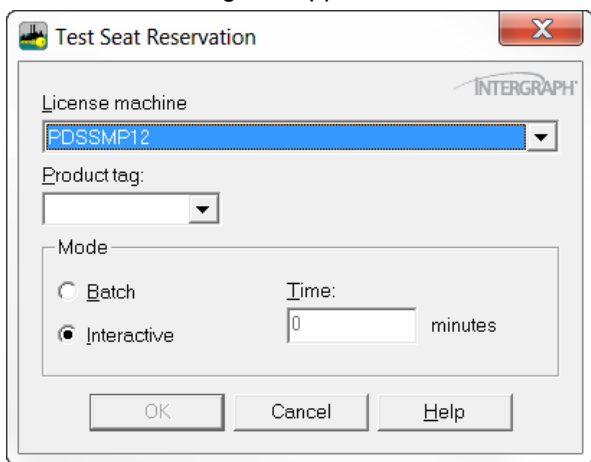 Test Seat Reservation
INTERGRAPH
License machine
PDSSMP12
Product tag:
Mode
Batch
Time:
Interactive
0
minutes
OK
Cancel
Help